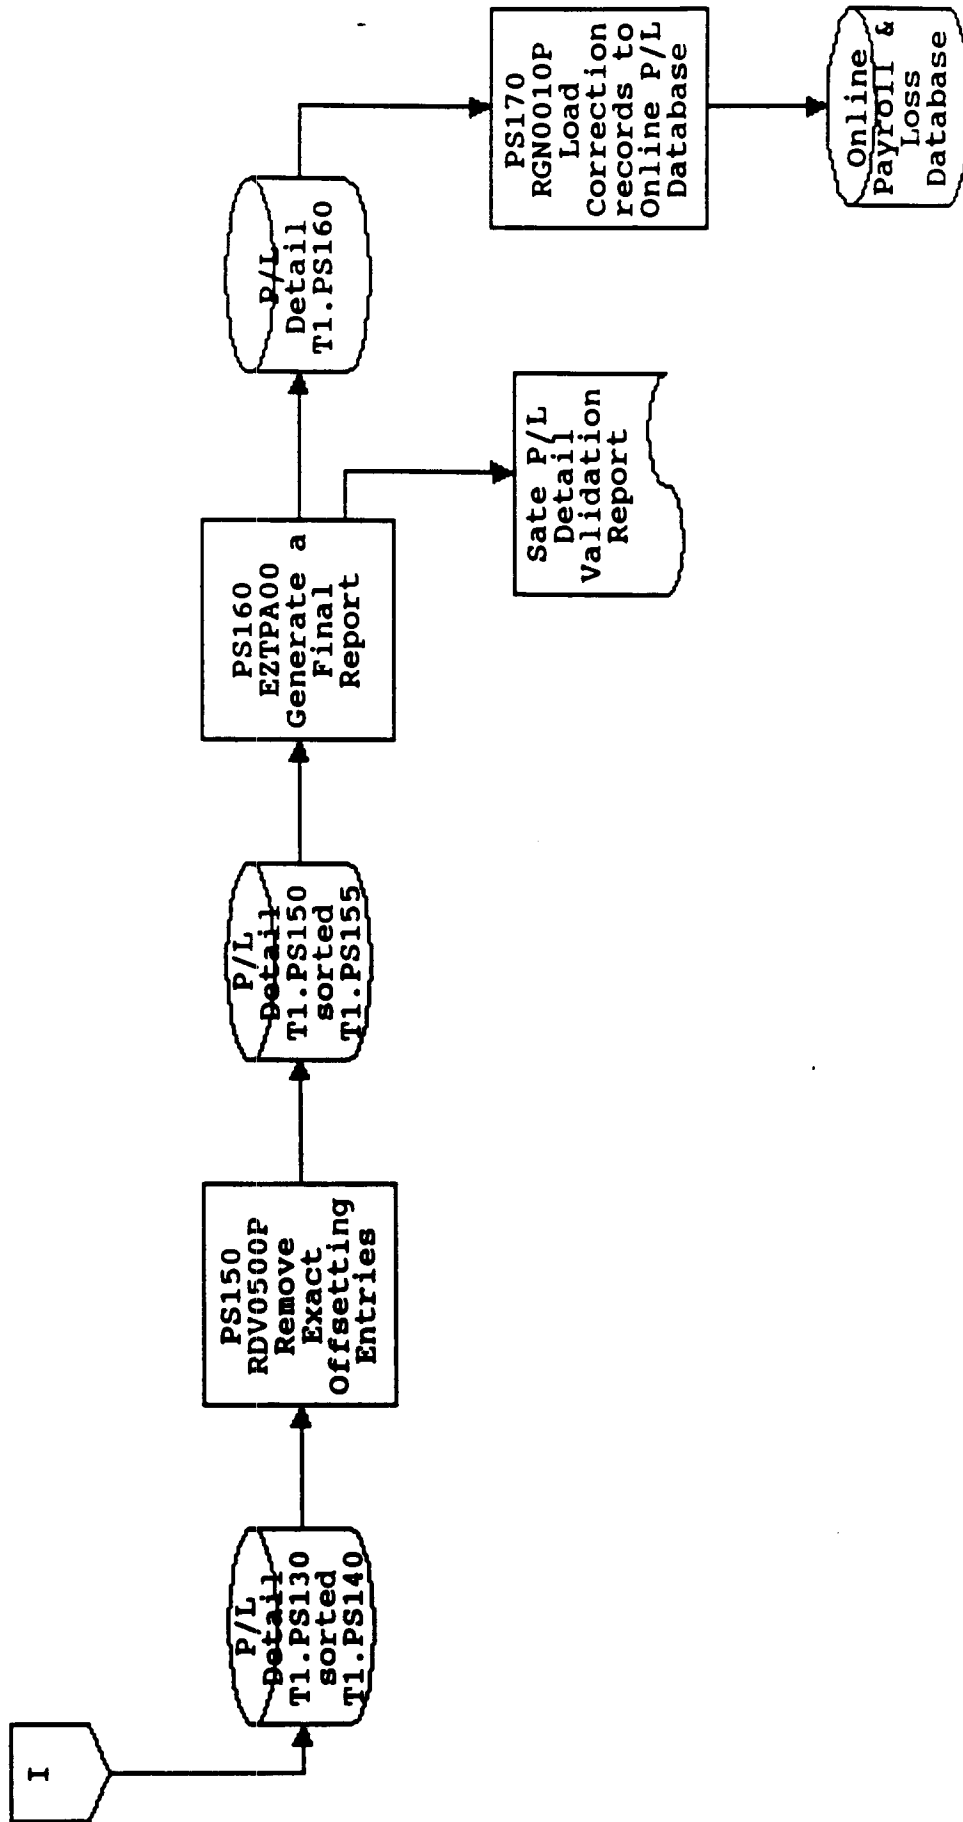 I
P/L
Detail
T1.PS130
sorted
T1.PS140
PS150
RDV0500P
Remove
Exact
Offsetting
Entries
P/L
Detail
T1.PS150
sorted
T1.PS155
PS160
EZTPA00
Generate a
Final
Report
Sate P/L
Detail
Validation
Report
P/L
Detail
T1.PS160
PS170
RGN0010P
Load
Correction
records to
Online P/L
Database
Online
Payroll &
Loss
Database